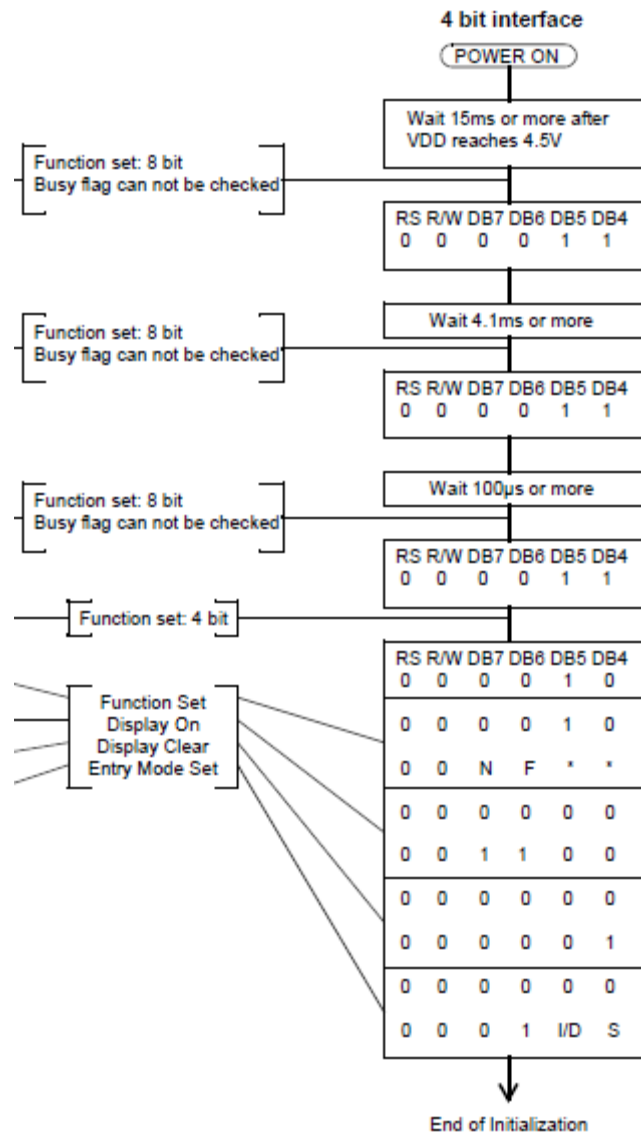 4 bit interface
POWER ON
Wait 15ms or more after
VDD reaches 4.5V
Function set: 8 bit
Busy flag can not be checked
RS R/W DB7 DB6 DB5 DB4
0 0 0 0 1 1
Wait 4.1ms or more
Function set: 8 bit
Busy flag can not be checked
RS R/W DB7 DB6 DB5 DB4
0 0 0 0 1 1
Wait 100µs or more
Function set: 8 bit
Busy flag can not be checked
RS R/W DB7 DB6 DB5 DB4
0 0 0 0 1 1
Function set: 4 bit
RS R/W DB7 DB6 DB5 DB4
0 0 0 0 1 0
Function Set
Display On
Display Clear
Entry Mode Set
0 0 0 0 1 0
0 0 N F * *
0 0 0 0 0 0
0 0 1 1 0 0
0 0 0 0 0 0
0 0 0 0 0 1
0 0 0 0 0 0
0 0 0 1 I/D S
End of Initialization